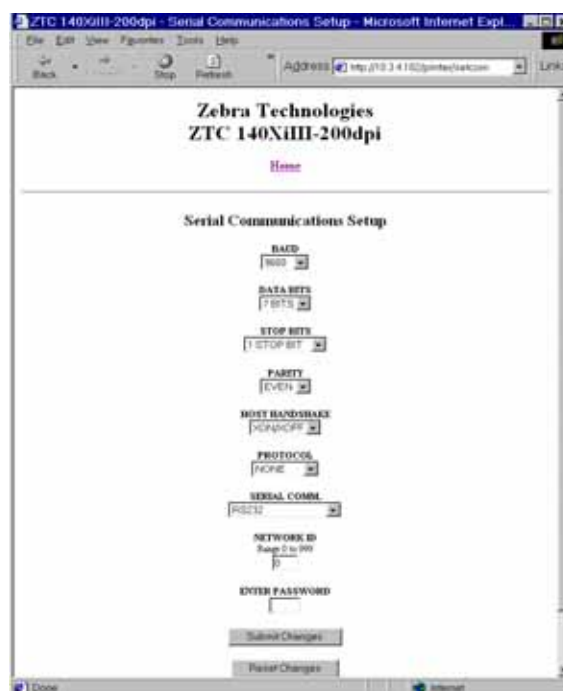 ZTC 140XiIII-200dpi - Serial Communications Setup - Microsoft Internet Expl...
File Edit View Favorites Tools Help
Back Stop Refresh Address Links
Zebra Technologies
ZTC 140XiIII-200dpi
Home
Serial Communications Setup
BAUD
9600
DATA BITS
7 BITS
STOP BITS
1 STOP BIT
PARITY
EVEN
HOST HANDSHAKE
XON/XOFF
PROTOCOL
NONE
SERIAL COMM.
RS232
NETWORK ID
Range 0 to 999
0
ENTER PASSWORD
Submit Changes
Reset Changes
Done Internet